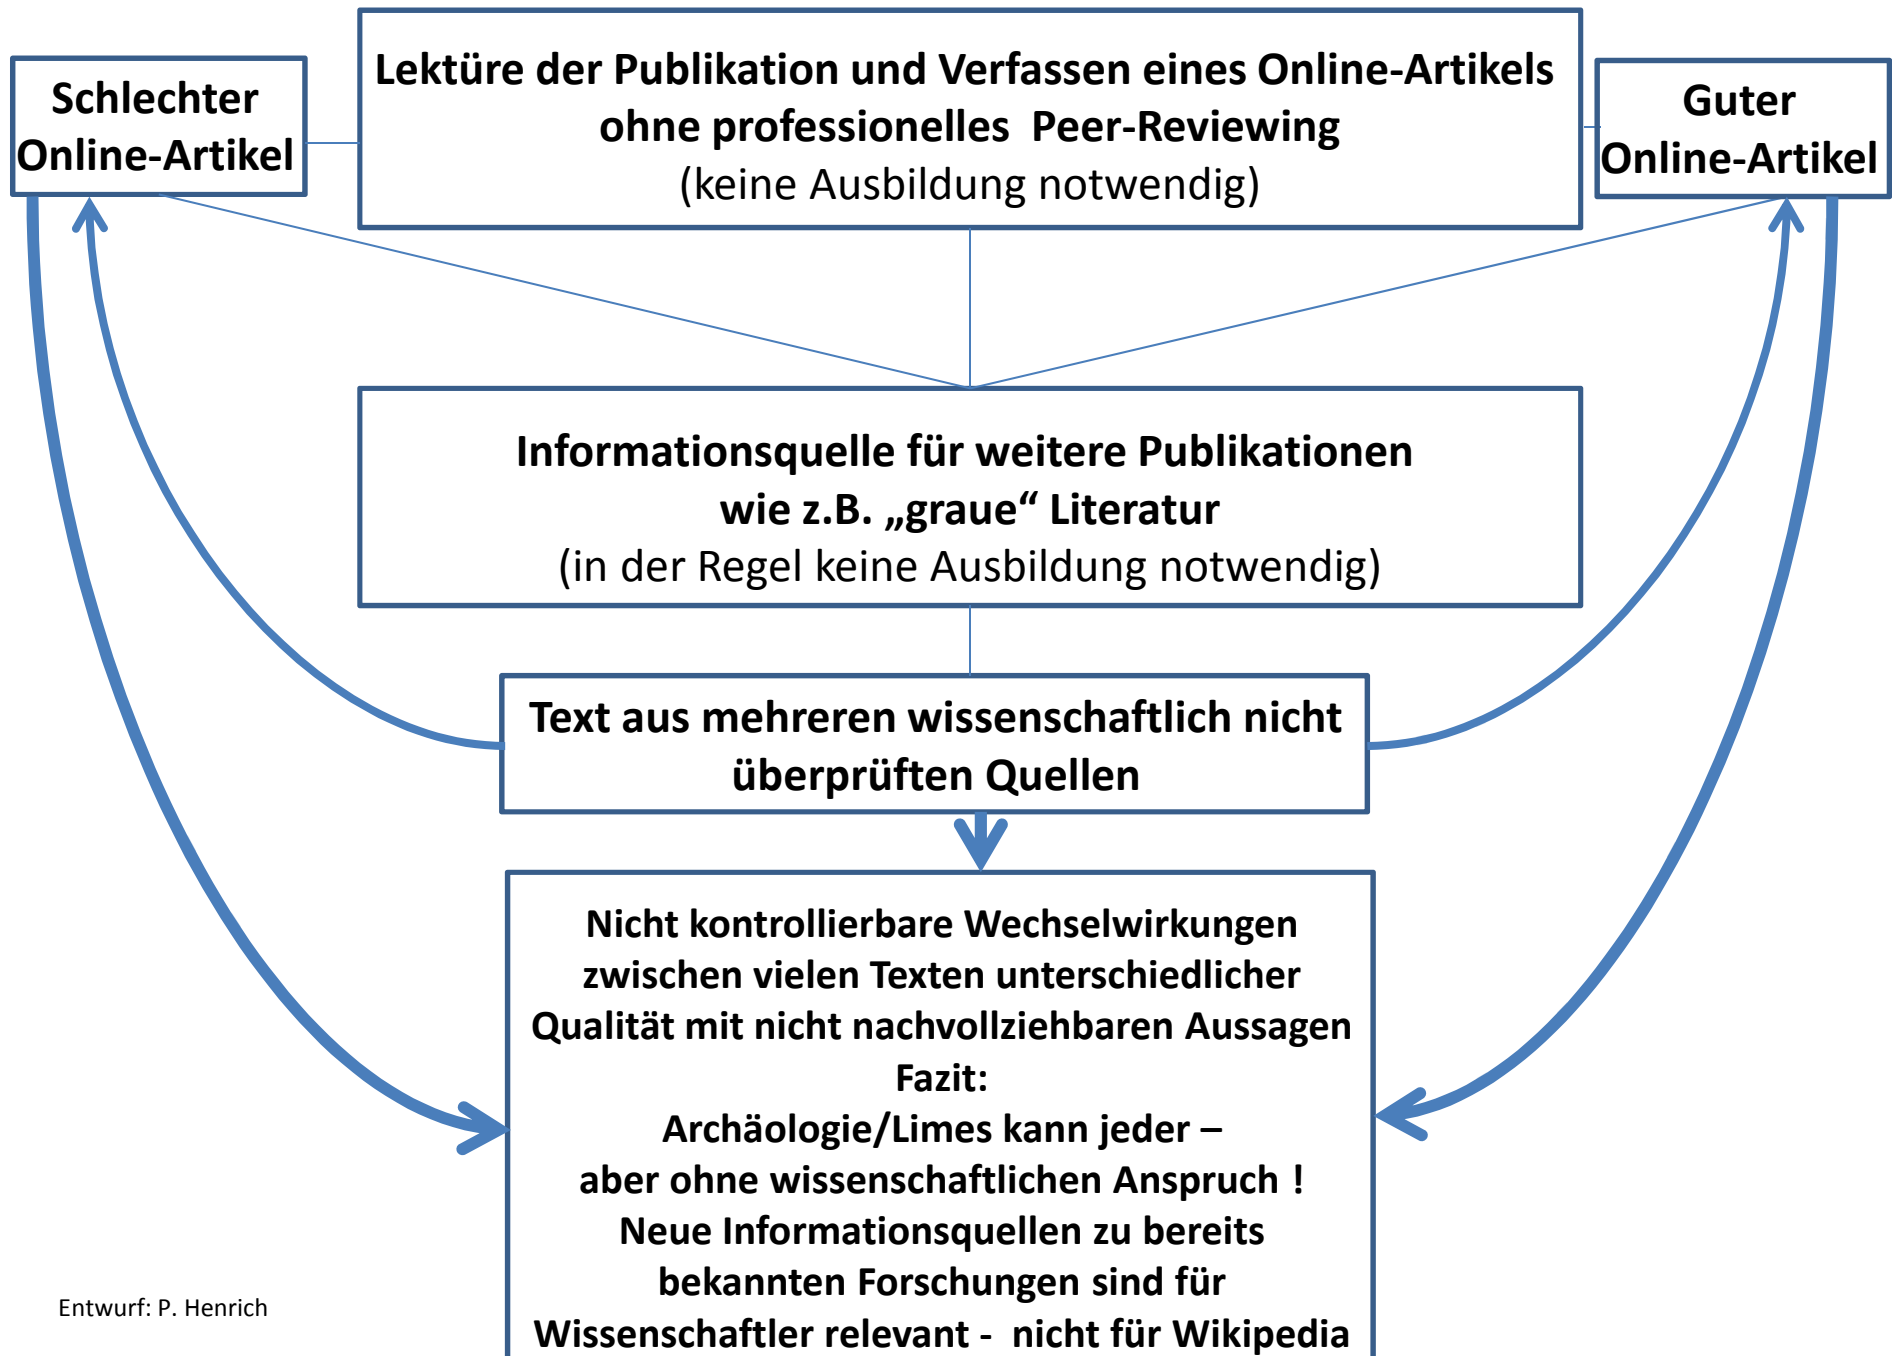 Schlechter
Online-Artikel
Lektüre der Publikation und Verfassen eines Online-Artikels
ohne professionelles  Peer-Reviewing
(keine Ausbildung notwendig)
Guter
Online-Artikel
Informationsquelle für weitere Publikationen
wie z.B. „graue“ Literatur
(in der Regel keine Ausbildung notwendig)
Text aus mehreren wissenschaftlich nicht
überprüften Quellen
Nicht kontrollierbare Wechselwirkungen
zwischen vielen Texten unterschiedlicher
Qualität mit nicht nachvollziehbaren Aussagen
Fazit:
Archäologie/Limes kann jeder –
aber ohne wissenschaftlichen Anspruch !
Neue Informationsquellen zu bereits
bekannten Forschungen sind für
Wissenschaftler relevant -  nicht für Wikipedia
Entwurf: P. Henrich